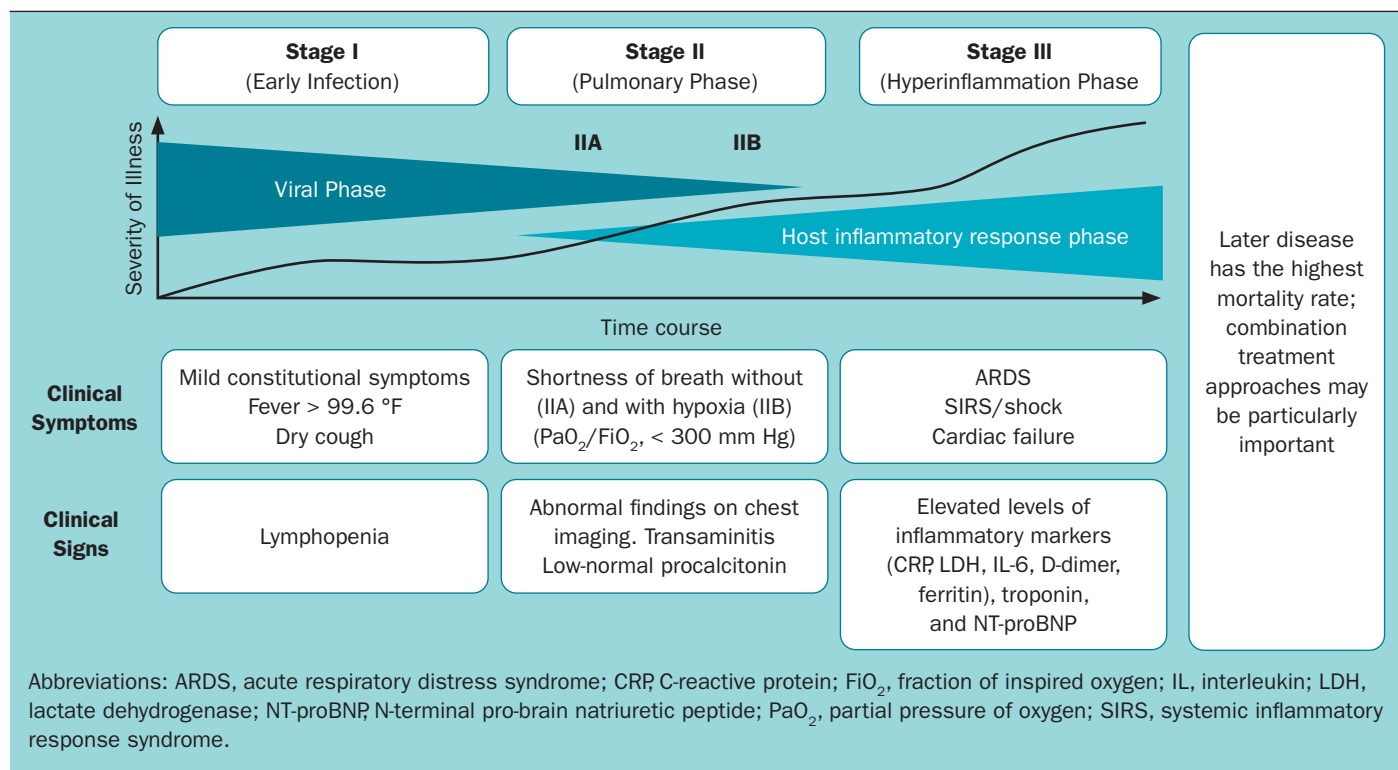 Stage I
(Early Infection)
Stage II
(Pulmonary Phase)
Stage III
(Hyperinflammation Phase
IIA
IIB
Viral Phase
Host inflammatory response phase
Severity of Illness
Time course
Later disease
has the highest
mortality rate;
combination
treatment
approaches may
be particularly
important
Clinical
Symptoms
Mild constitutional symptoms
Fever > 99.6 °F
Dry cough
Shortness of breath without
(IIA) and with hypoxia (IIB)
(PaO₂/FiO₂, < 300 mm Hg)
ARDS
SIRS/shock
Cardiac failure
Clinical
Signs
Lymphopenia
Abnormal findings on chest
imaging. Transaminitis
Low-normal procalcitonin
Elevated levels of
inflammatory markers
(CRP, LDH, IL-6, D-dimer,
ferritin), troponin,
and NT-proBNP
Abbreviations: ARDS, acute respiratory distress syndrome; CRP, C-reactive protein; FiO₂, fraction of inspired oxygen; IL, interleukin; LDH,
lactate dehydrogenase; NT-proBNP, N-terminal pro-brain natriuretic peptide; PaO₂, partial pressure of oxygen; SIRS, systemic inflammatory
response syndrome.